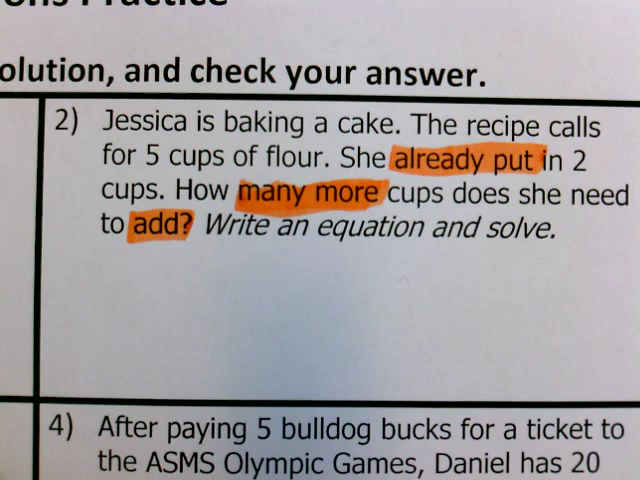 ons Practice
olution, and check your answer.
2) Jessica is baking a cake. The recipe calls
for 5 cups of flour. She already put in 2
cups. How many more cups does she need
to add? Write an equation and solve.
4) After paying 5 bulldog bucks for a ticket to
the ASMS Olympic Games, Daniel has 20